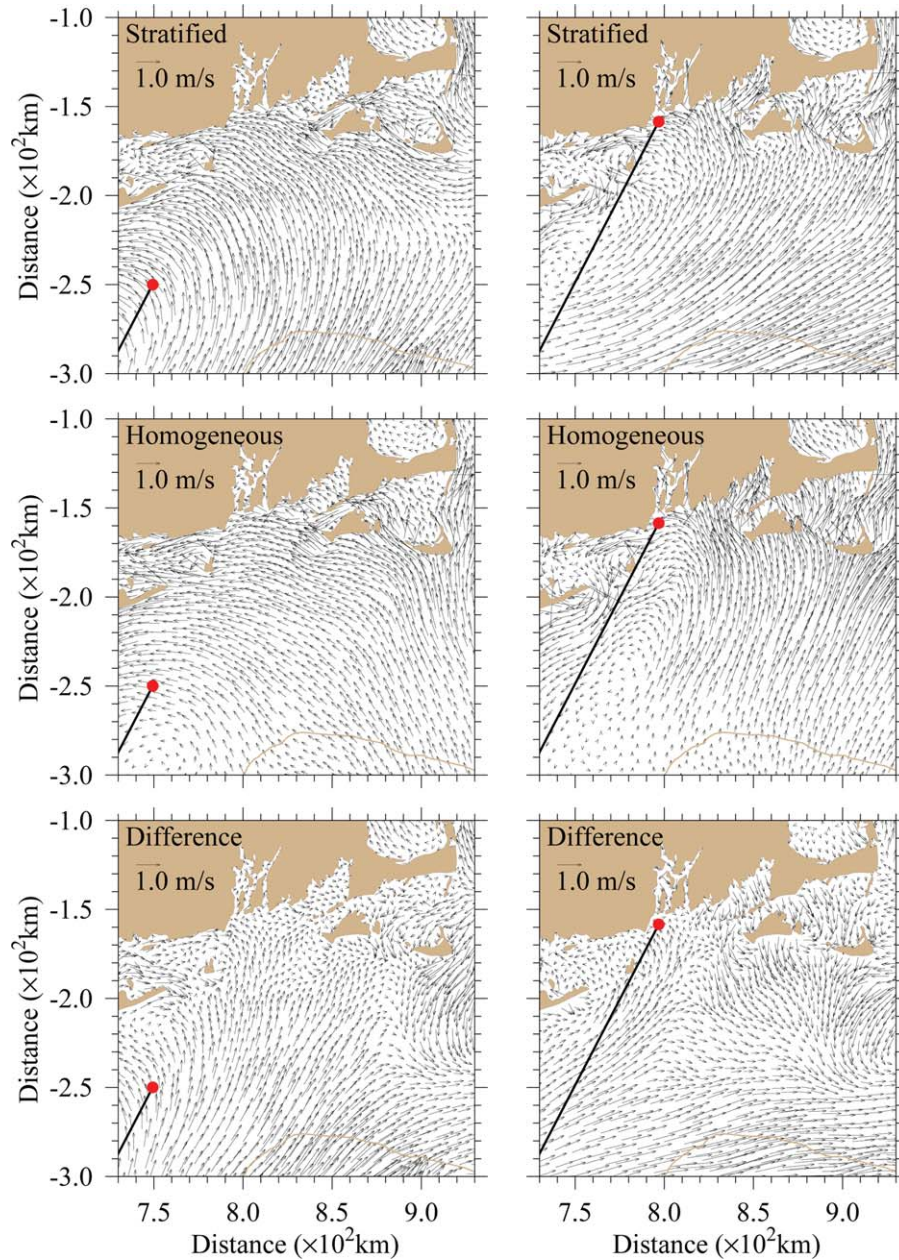 Stratified
1.0 m/s
-1.0
-1.5
-2.0
-2.5
-3.0
Distance (×10²km)
Stratified
1.0 m/s
Homogeneous
1.0 m/s
-1.0
-1.5
-2.0
-2.5
-3.0
Distance (×10²km)
Homogeneous
1.0 m/s
Difference
1.0 m/s
-1.0
-1.5
-2.0
-2.5
-3.0
Distance (×10²km)
7.5 8.0 8.5 9.0
Distance (×10²km)
Difference
1.0 m/s
7.5 8.0 8.5 9.0
Distance (×10²km)